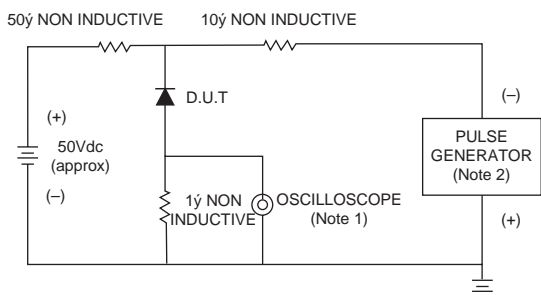 50ý NON INDUCTIVE
10ý NON INDUCTIVE
D.U.T
(+)
50Vdc
(approx)
(–)
1ý NON
INDUCTIVE
OSCILLOSCOPE
(Note 1)
(–)
PULSE
GENERATOR
(Note 2)
(+)